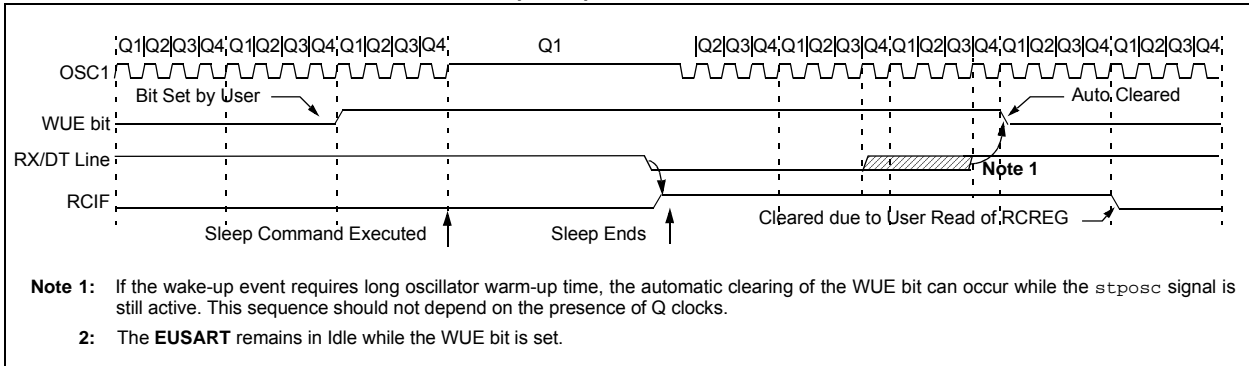 Q1|Q2|Q3|Q4 Q1|Q2|Q3|Q4 Q1|Q2|Q3|Q4 Q1 |Q2|Q3|Q4 Q1|Q2|Q3|Q4 Q1|Q2|Q3|Q4 Q1|Q2|Q3|Q4 Q1|Q2|Q3|Q4
OSC1
Bit Set by User Auto Cleared
WUE bit
RX/DT Line
Note 1
RCIF
Cleared due to User Read of RCREG
Sleep Command Executed Sleep Ends
Note 1: If the wake-up event requires long oscillator warm-up time, the automatic clearing of the WUE bit can occur while the stposc signal is
still active. This sequence should not depend on the presence of Q clocks.
2: The EUSART remains in Idle while the WUE bit is set.